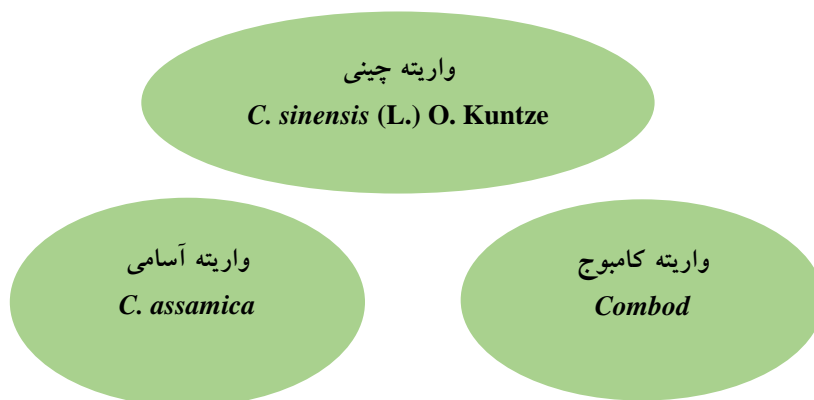 واریته چینی
C. sinensis (L.) O. Kuntze
واریته آسامی
C. assamica
واریته کامبوج
Combod